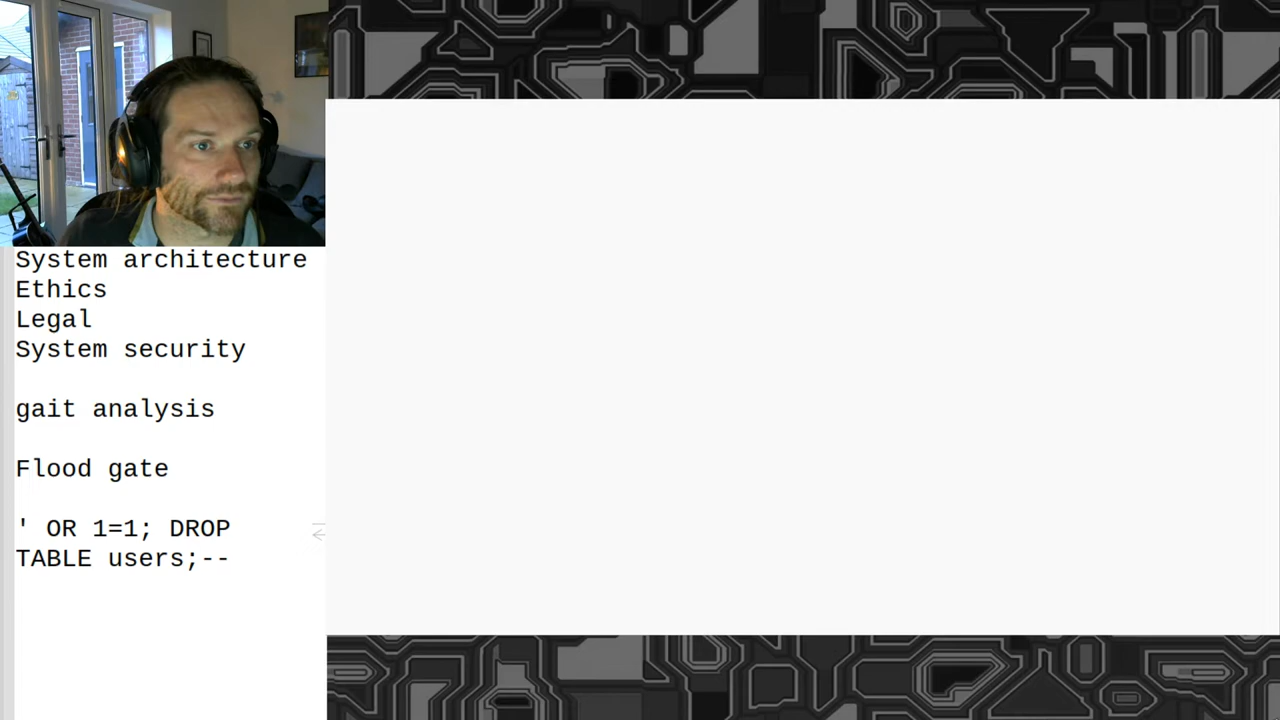 System architecture
Ethics
Legal
System security
gait analysis
Flood gate
' OR 1=1; DROP
TABLE users;--